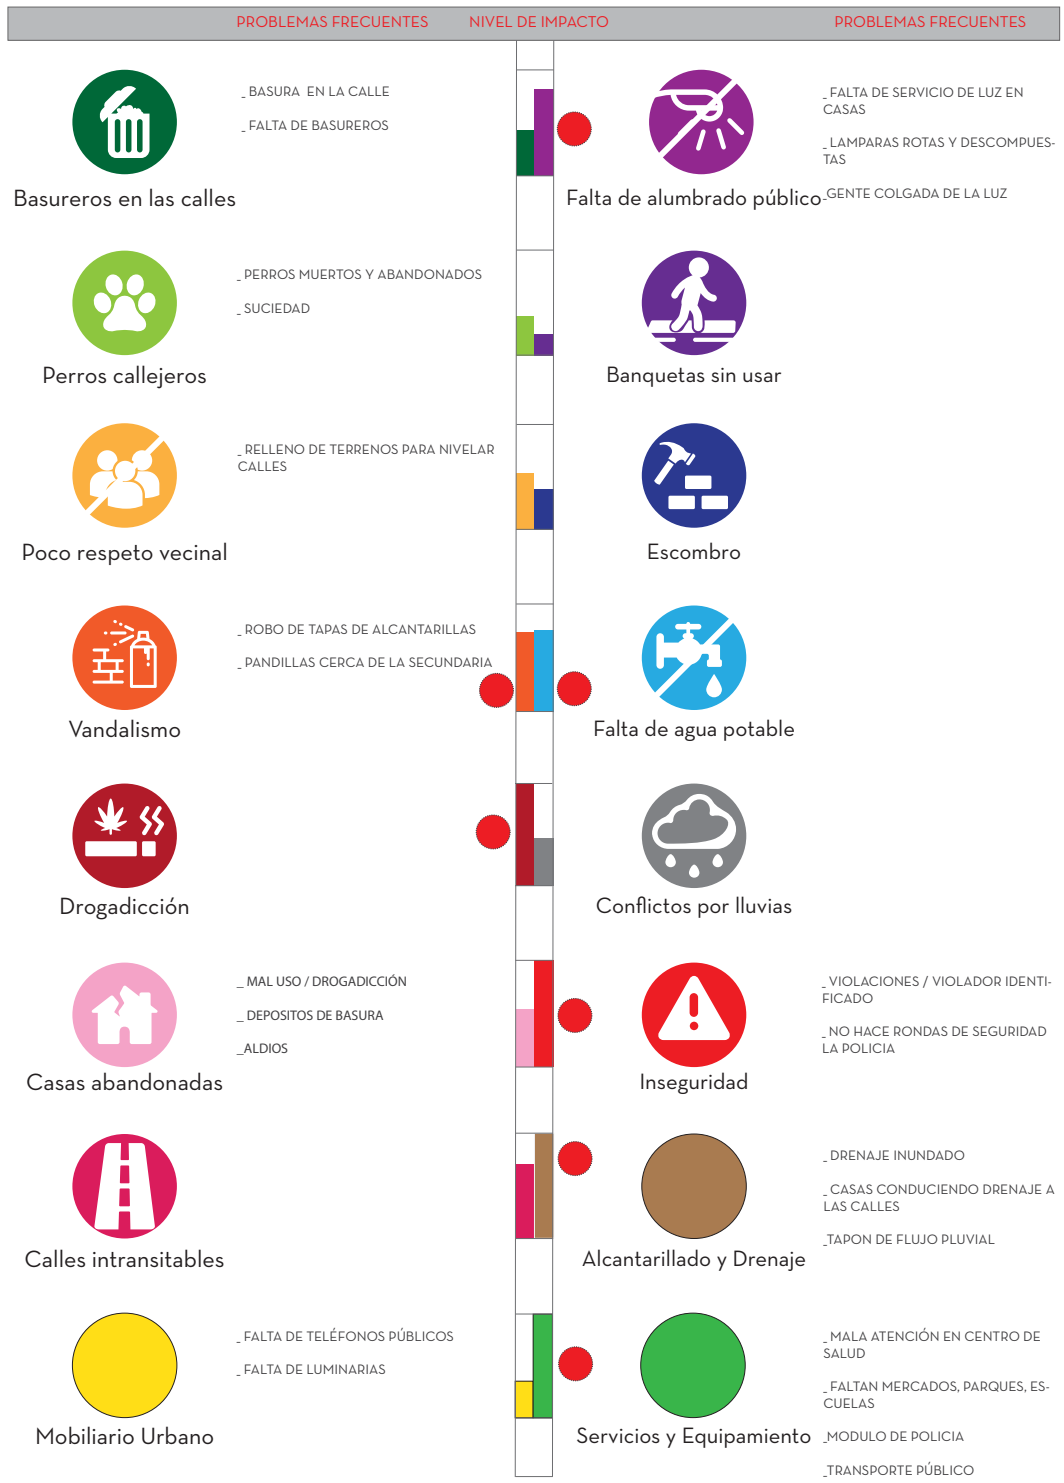 PROBLEMAS FRECUENTES
NIVEL DE IMPACTO
PROBLEMAS FRECUENTES
_ BASURA EN LA CALLE
_ FALTA DE BASUREROS
Basureros en las calles
_ FALTA DE SERVICIO DE LUZ EN
CASAS
_ LAMPARAS ROTAS Y DESCOMPUES-
TAS
_GENTE COLGADA DE LA LUZ
Falta de alumbrado público
_ PERROS MUERTOS Y ABANDONADOS
_ SUCIEDAD
Perros callejeros
Banquetas sin usar
_ RELLENO DE TERRENOS PARA NIVELAR
CALLES
Poco respeto vecinal
Escombro
_ ROBO DE TAPAS DE ALCANTARILLAS
_ PANDILLAS CERCA DE LA SECUNDARIA
Vandalismo
Falta de agua potable
Drogadicción
Conflictos por lluvias
_ MAL USO / DROGADICCIÓN
_ DEPOSITOS DE BASURA
_ALDIOS
Casas abandonadas
_ VIOLACIONES / VIOLADOR IDENTI-
FICADO
_ NO HACE RONDAS DE SEGURIDAD
LA POLICIA
Inseguridad
Calles intransitables
_ DRENAJE INUNDADO
_ CASAS CONDUCIENDO DRENAJE A
LAS CALLES
_TAPON DE FLUJO PLUVIAL
Alcantarillado y Drenaje
_ FALTA DE TELÉFONOS PÚBLICOS
_ FALTA DE LUMINARIAS
Mobiliario Urbano
_ MALA ATENCIÓN EN CENTRO DE
SALUD
_ FALTAN MERCADOS, PARQUES, ES-
CUELAS
_MODULO DE POLICIA
_TRANSPORTE PÚBLICO
Servicios y Equipamiento